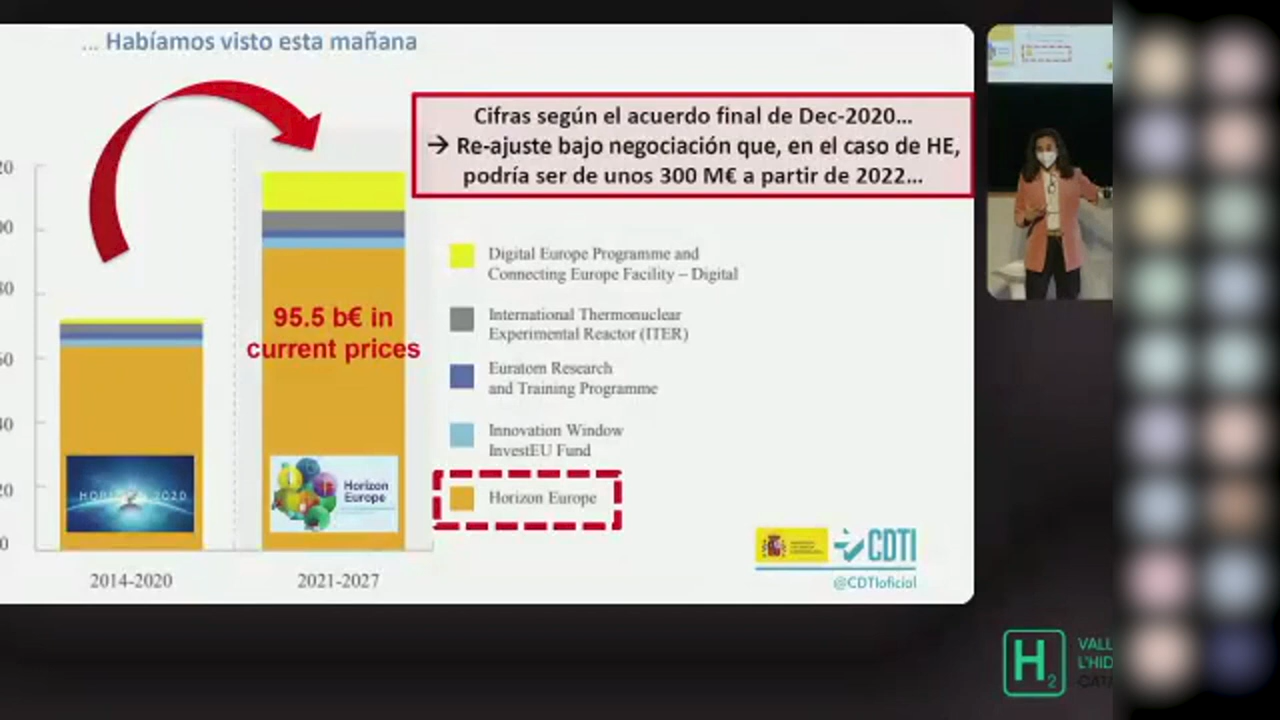 ... Habíamos visto esta mañana
Cifras según el acuerdo final de Dec-2020...
→ Re-ajuste bajo negociación que, en el caso de HE,
podría ser de unos 300 M€ a partir de 2022...
Digital Europe Programme and
Connecting Europe Facility – Digital
International Thermonuclear
Experimental Reactor (ITER)
Euratom Research
and Training Programme
Innovation Window
InvestEU Fund
Horizon Europe
95.5 b€ in
current prices
HORIZON 2020
Horizon
Europe
20
00
80
60
40
20
0
2014-2020
2021-2027
CDTI
@CDTIoficial
H2
VALL
L'HID
CATA